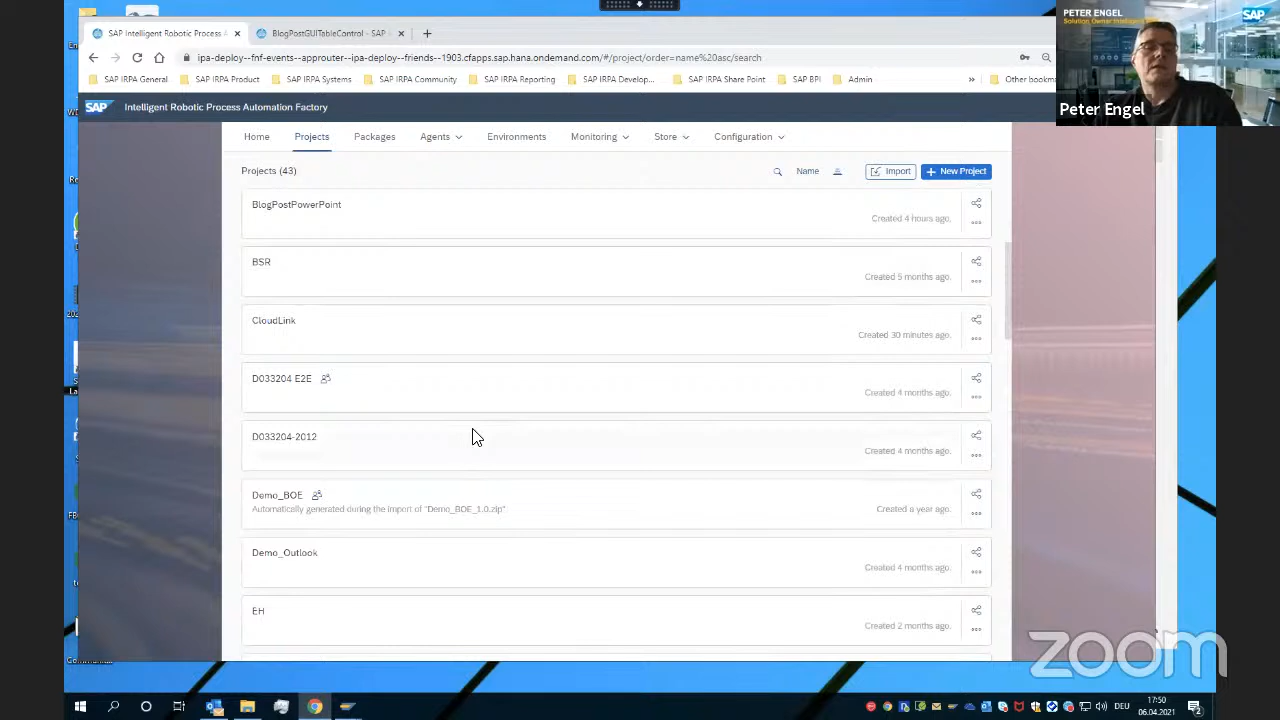 SAP Intelligent Robotic Process A
BlogPostGUITableControl - SAP
ipa-deploy--fnf-events--approuter--ipa-deploy--trends--1903.cfapps.sap.hana.ondemand.com/#/project/order=name%20asc/search
SAP IRPA General
SAP IRPA Product
SAP IRPA Systems
SAP IRPA Community
SAP IRPA Reporting
SAP IRPA Develop...
SAP IRPA Share Point
SAP BPI
Admin
»
Other bookm
SAP Intelligent Robotic Process Automation Factory
PETER ENGEL
Solution Owner Intelligent
SAP
Peter Engel
Home
Projects
Packages
Agents
Environments
Monitoring
Store
Configuration
Projects (43)
Name
Import
+ New Project
BlogPostPowerPoint
Created 4 hours ago.
BSR
Created 5 months ago.
CloudLink
Created 30 minutes ago.
D033204 E2E
Created 4 months ago.
D033204-2012
Created 4 months ago.
Demo_BOE
Automatically generated during the import of "Demo_BOE_1.0.zip"
Created a year ago.
Demo_Outlook
Created 4 months ago.
EH
Created 2 months ago.
zoom
DEU
17:50
06.04.2021
2